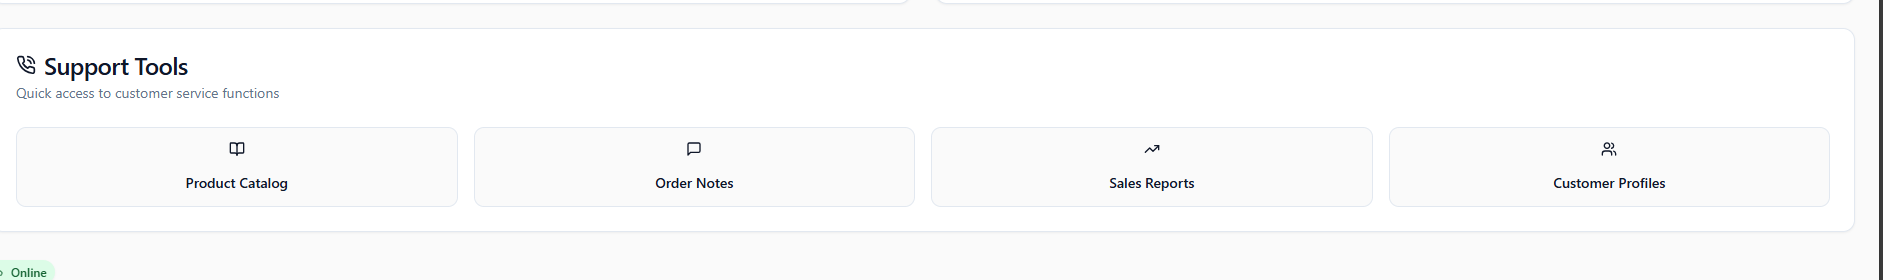 Support Tools
Quick access to customer service functions
Product Catalog
Order Notes
Sales Reports
Customer Profiles
Online